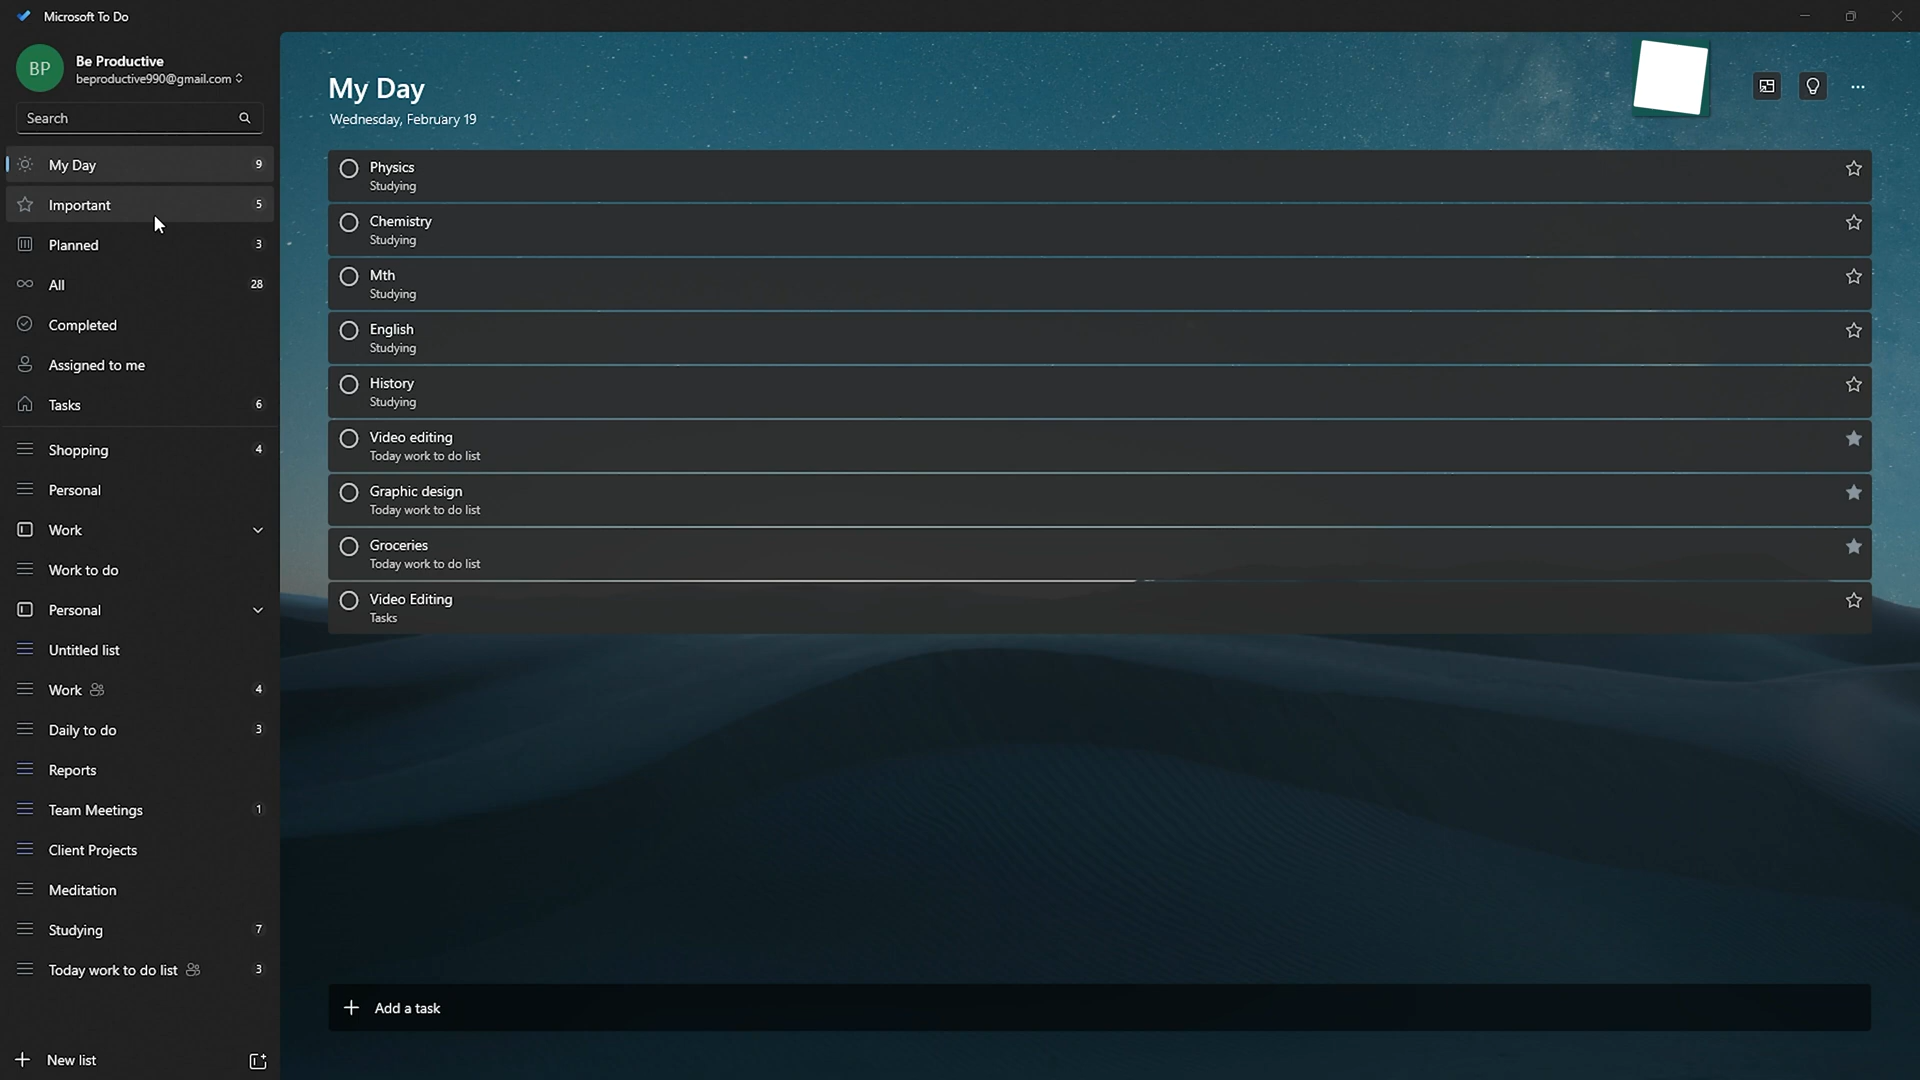 Microsoft To Do
BP
Be Productive
beproductive990@gmail.com
Search
My Day 9
Important 5
Planned 3
All 28
Completed
Assigned to me
Tasks 6
Shopping 4
Personal
Work
Work to do
Personal
Untitled list
Work 4
Daily to do 3
Reports
Team Meetings 1
Client Projects
Meditation
Studying 7
Today work to do list 3
New list
My Day
Wednesday, February 19
Physics
Studying
Chemistry
Studying
Mth
Studying
English
Studying
History
Studying
Video editing
Today work to do list
Graphic design
Today work to do list
Groceries
Today work to do list
Video Editing
Tasks
Add a task